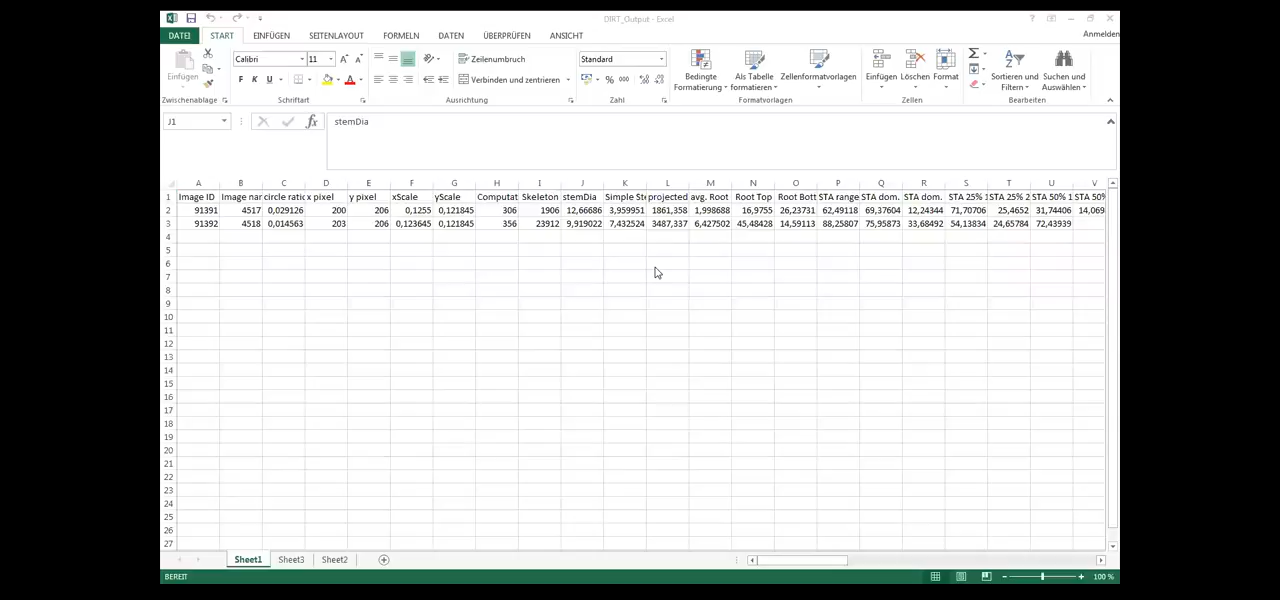 DIRT_Output - Excel
DATEI START EINFÜGEN SEITENLAYOUT FORMELN DATEN ÜBERPRÜFEN ANSICHT Anmelden
Einfügen
Calibri 11
F K U
Zeilenumbruch
Verbinden und zentrieren
Standard
% 000
Bedingte Formatierung
Als Tabelle formatieren
Zellenformatvorlagen
Einfügen Löschen Format
Sortieren und Filtern
Suchen und Auswählen
Zwischenablage Schriftart Ausrichtung Zahl Formatvorlagen Zellen Bearbeiten
J1 fx stemDia
A B C D E F G H I J K L M N O P Q R S T U V
1 Image ID Image nar circle ratio x pixel y pixel xScale yScale Computat Skeleton stemDia Simple Ste projected avg. Root Root Top Root Bott STA range STA dom. STA dom. STA 25% 1 STA 25% 2 STA 50% 1 STA 50%
2 91391 4517 0,029126 200 206 0,1255 0,121845 306 1906 12,66686 3,959951 1861,358 1,998688 16,9755 26,23731 62,49118 69,37604 12,24344 71,70706 25,4652 31,74406 14,069
3 91392 4518 0,014563 203 206 0,123645 0,121845 356 23912 9,919022 7,432524 3487,337 6,427502 45,48428 14,59113 88,25807 75,95873 33,68492 54,13834 24,65784 72,43939
4
5
6
7
8
9
10
11
12
13
14
15
16
17
18
19
20
21
22
23
24
25
26
27
Sheet1 Sheet3 Sheet2
BEREIT 100 %